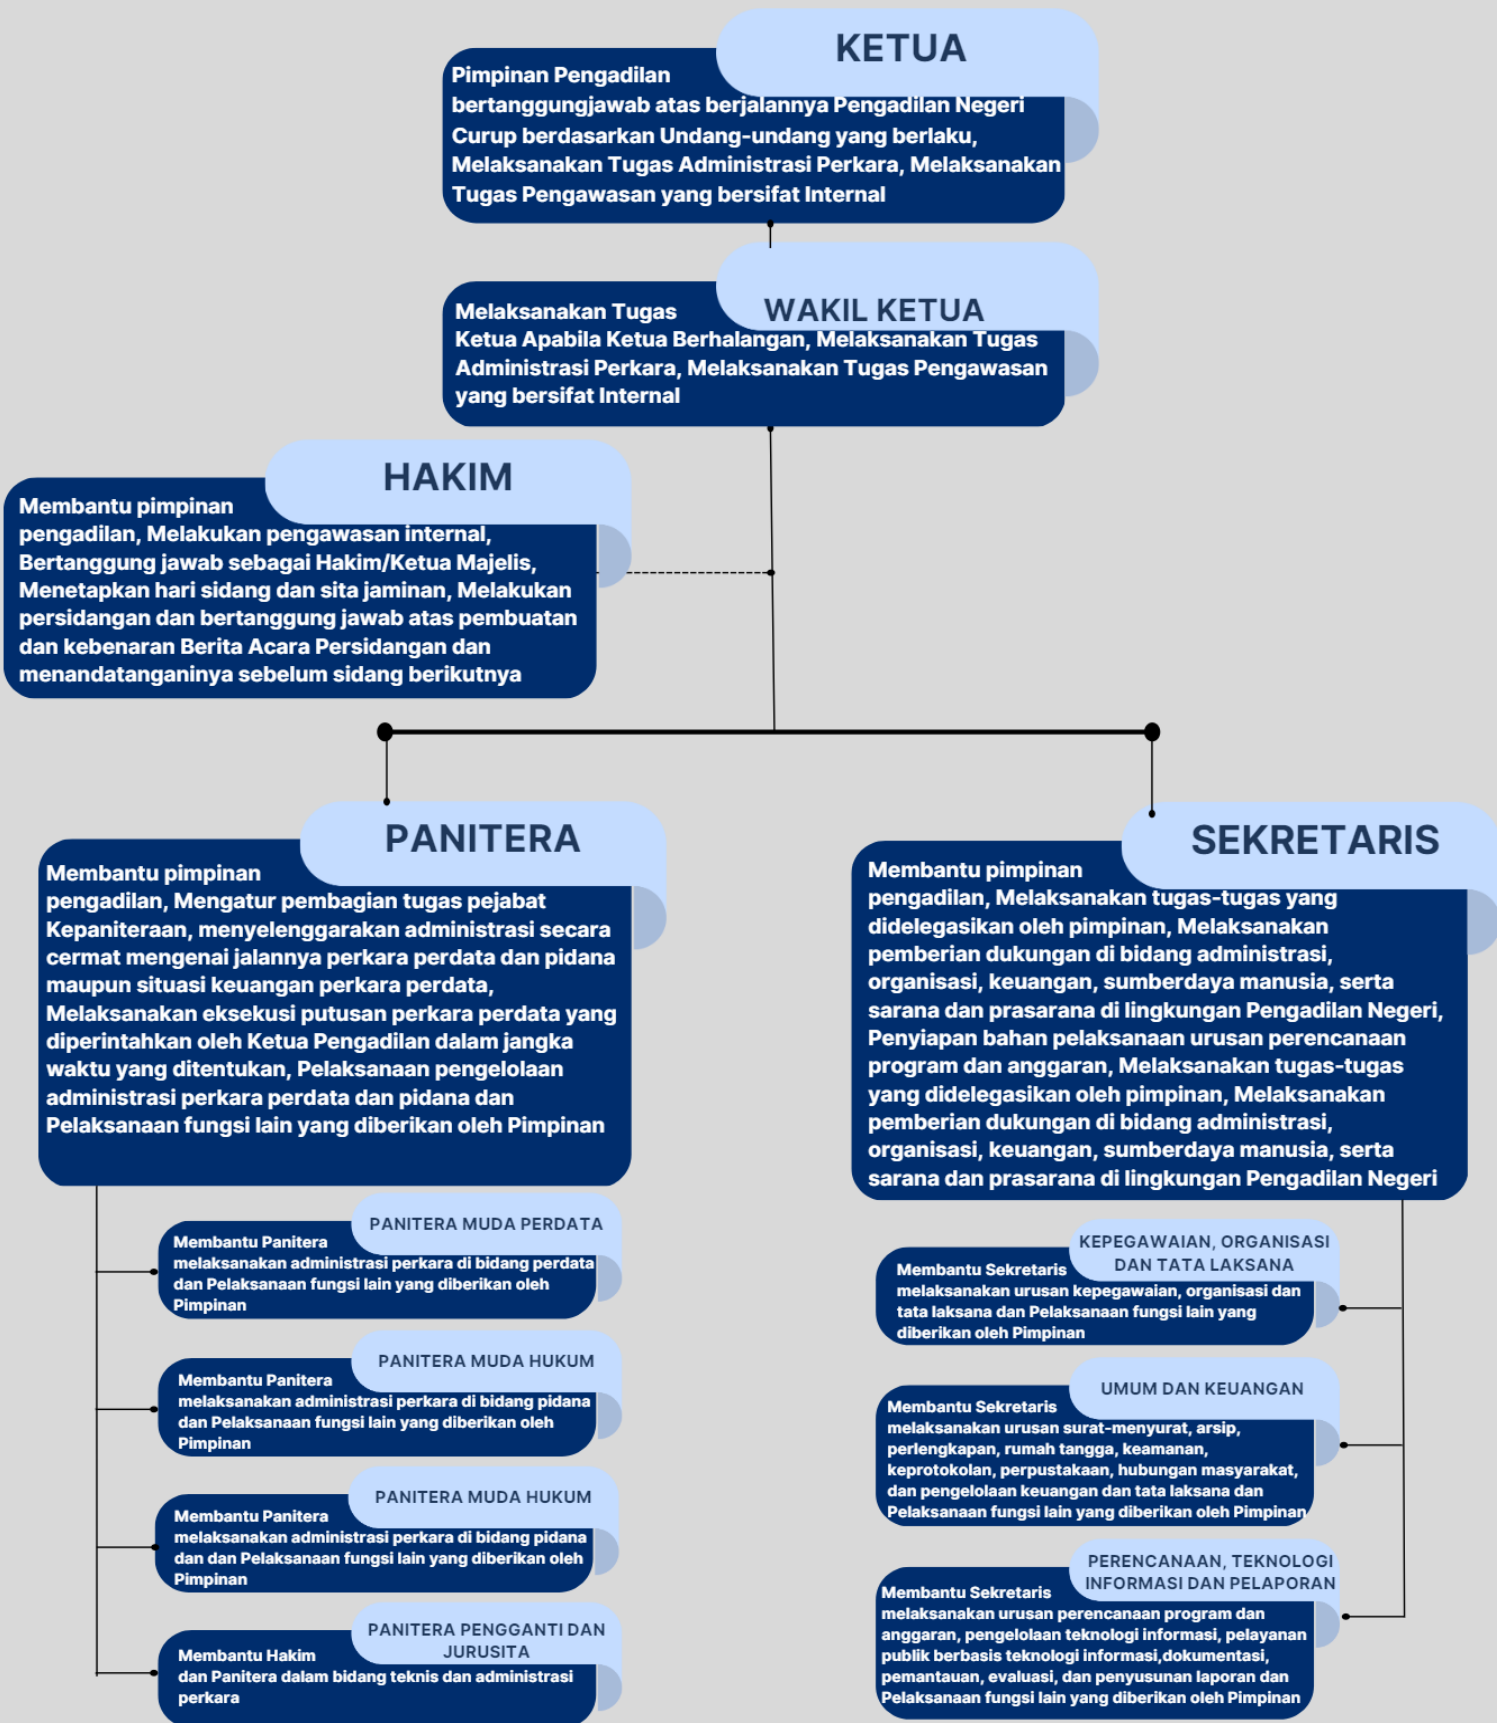 KETUA
Pimpinan Pengadilan
bertanggungjawab atas berjalannya Pengadilan Negeri
Curup berdasarkan Undang-undang yang berlaku,
Melaksanakan Tugas Administrasi Perkara, Melaksanakan
Tugas Pengawasan yang bersifat Internal
WAKIL KETUA
Melaksanakan Tugas
Ketua Apabila Ketua Berhalangan, Melaksanakan Tugas
Administrasi Perkara, Melaksanakan Tugas Pengawasan
yang bersifat Internal
HAKIM
Membantu pimpinan
pengadilan, Melakukan pengawasan internal,
Bertanggung jawab sebagai Hakim/Ketua Majelis,
Menetapkan hari sidang dan sita jaminan, Melakukan
persidangan dan bertanggung jawab atas pembuatan
dan kebenaran Berita Acara Persidangan dan
menandatanganinya sebelum sidang berikutnya
PANITERA
Membantu pimpinan
pengadilan, Mengatur pembagian tugas pejabat
Kepaniteraan, menyelenggarakan administrasi secara
cermat mengenai jalannya perkara perdata dan pidana
maupun situasi keuangan perkara perdata,
Melaksanakan eksekusi putusan perkara perdata yang
diperintahkan oleh Ketua Pengadilan dalam jangka
waktu yang ditentukan, Pelaksanaan pengelolaan
administrasi perkara perdata dan pidana dan
Pelaksanaan fungsi lain yang diberikan oleh Pimpinan
PANITERA MUDA PERDATA
Membantu Panitera
melaksanakan administrasi perkara di bidang perdata
dan Pelaksanaan fungsi lain yang diberikan oleh
Pimpinan
PANITERA MUDA HUKUM
Membantu Panitera
melaksanakan administrasi perkara di bidang pidana
dan Pelaksanaan fungsi lain yang diberikan oleh
Pimpinan
PANITERA MUDA HUKUM
Membantu Panitera
melaksanakan administrasi perkara di bidang pidana
dan dan Pelaksanaan fungsi lain yang diberikan oleh
Pimpinan
PANITERA PENGGANTI DAN
JURUSITA
Membantu Hakim
dan Panitera dalam bidang teknis dan administrasi
perkara
SEKRETARIS
Membantu pimpinan
pengadilan, Melaksanakan tugas-tugas yang
didelegasikan oleh pimpinan, Melaksanakan
pemberian dukungan di bidang administrasi,
organisasi, keuangan, sumberdaya manusia, serta
sarana dan prasarana di lingkungan Pengadilan Negeri,
Penyiapan bahan pelaksanaan urusan perencanaan
program dan anggaran, Melaksanakan tugas-tugas
yang didelegasikan oleh pimpinan, Melaksanakan
pemberian dukungan di bidang administrasi,
organisasi, keuangan, sumberdaya manusia, serta
sarana dan prasarana di lingkungan Pengadilan Negeri
KEPEGAWAIAN, ORGANISASI
DAN TATA LAKSANA
Membantu Sekretaris
melaksanakan urusan kepegawaian, organisasi dan
tata laksana dan Pelaksanaan fungsi lain yang
diberikan oleh Pimpinan
UMUM DAN KEUANGAN
Membantu Sekretaris
melaksanakan urusan surat-menyurat, arsip,
perlengkapan, rumah tangga, keamanan,
keprotokolan, perpustakaan, hubungan masyarakat,
dan pengelolaan keuangan dan tata laksana dan
Pelaksanaan fungsi lain yang diberikan oleh Pimpinan
PERENCANAAN, TEKNOLOGI
INFORMASI DAN PELAPORAN
Membantu Sekretaris
melaksanakan urusan perencanaan program dan
anggaran, pengelolaan teknologi informasi, pelayanan
publik berbasis teknologi informasi,dokumentasi,
pemantauan, evaluasi, dan penyusunan laporan dan
Pelaksanaan fungsi lain yang diberikan oleh Pimpinan